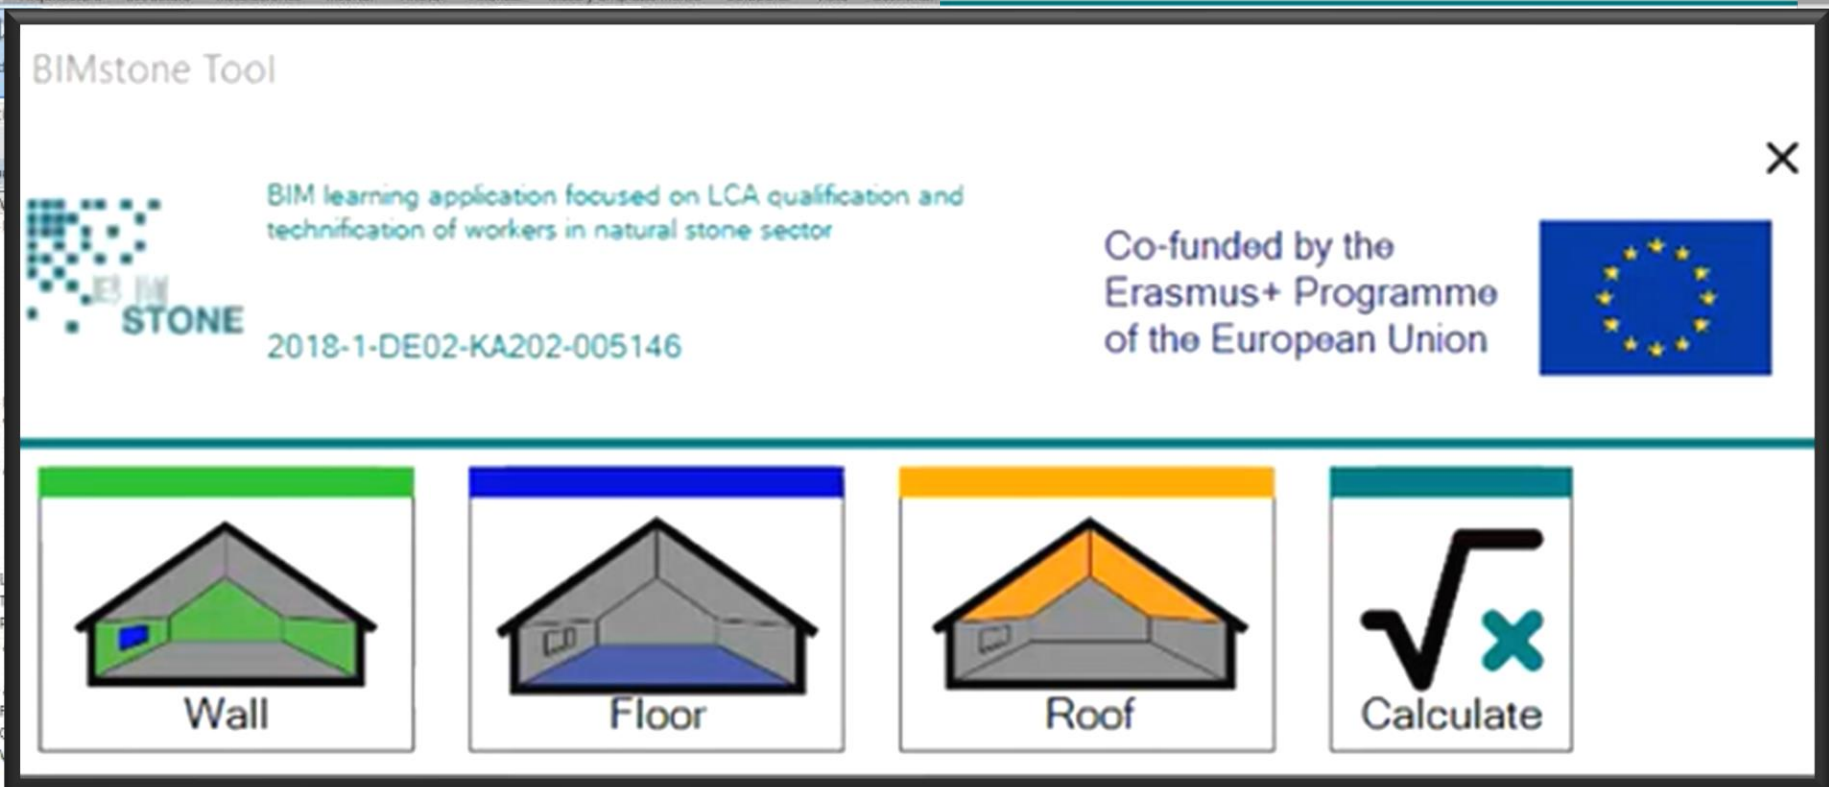 BIMstone Tool
BIM learning application focused on LCA qualification and
technification of workers in natural stone sector
BIM
STONE
2018-1-DE02-KA202-005146
Co-funded by the
Erasmus+ Programme
of the European Union
Wall
Floor
Roof
Calculate